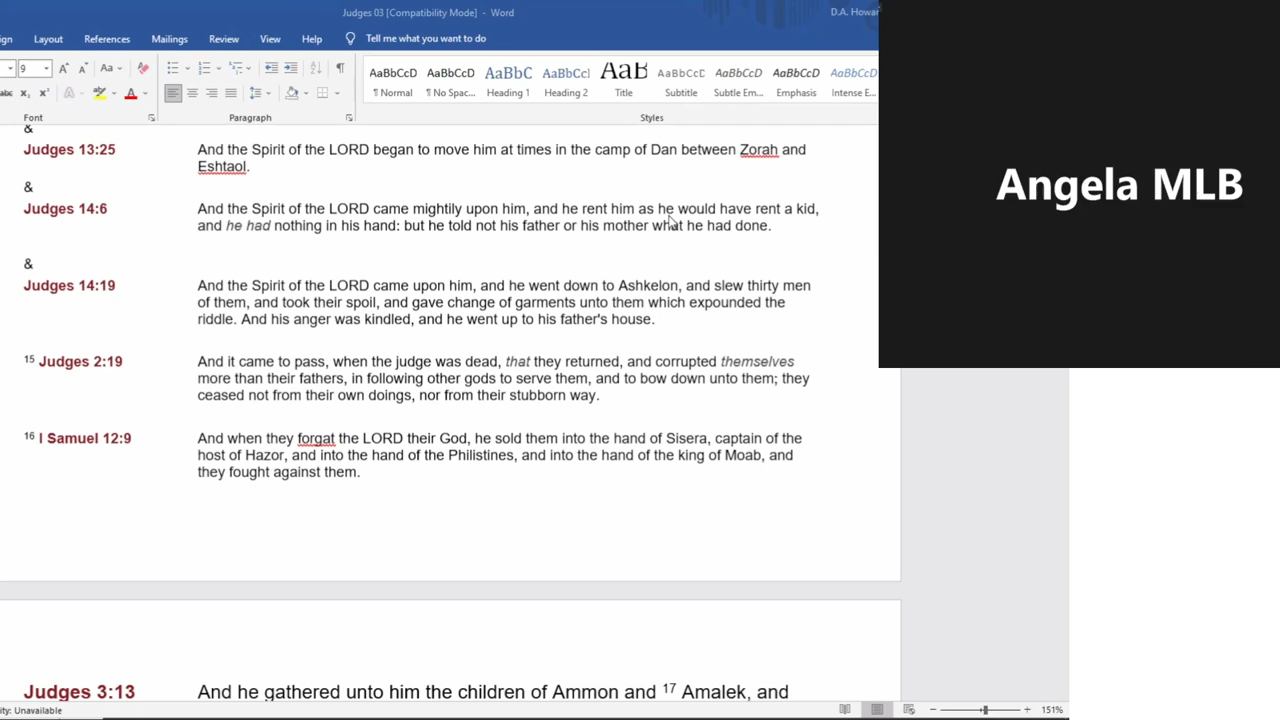 Judges 03 [Compatibility Mode] - Word
D.A. Howar
ign Layout References Mailings Review View Help Tell me what you want to do
9 Aa
abc x₂ x² A A
Font Paragraph Styles
AaBbCcD AaBbCcD AaBbC AaBbCcl AaB AaBbCcD AaBbCcD AaBbCcD AaBbCcD
¶ Normal ¶ No Spac... Heading 1 Heading 2 Title Subtitle Subtle Em... Emphasis Intense E...
Angela MLB
&
Judges 13:25 And the Spirit of the LORD began to move him at times in the camp of Dan between Zorah and
Eshtaol.
&
Judges 14:6 And the Spirit of the LORD came mightily upon him, and he rent him as he would have rent a kid,
and he had nothing in his hand: but he told not his father or his mother what he had done.
&
Judges 14:19 And the Spirit of the LORD came upon him, and he went down to Ashkelon, and slew thirty men
of them, and took their spoil, and gave change of garments unto them which expounded the
riddle. And his anger was kindled, and he went up to his father's house.
15 Judges 2:19 And it came to pass, when the judge was dead, that they returned, and corrupted themselves
more than their fathers, in following other gods to serve them, and to bow down unto them; they
ceased not from their own doings, nor from their stubborn way.
16 I Samuel 12:9 And when they forgat the LORD their God, he sold them into the hand of Sisera, captain of the
host of Hazor, and into the hand of the Philistines, and into the hand of the king of Moab, and
they fought against them.
Judges 3:13 And he gathered unto him the children of Ammon and 17 Amalek, and
ity: Unavailable
151%